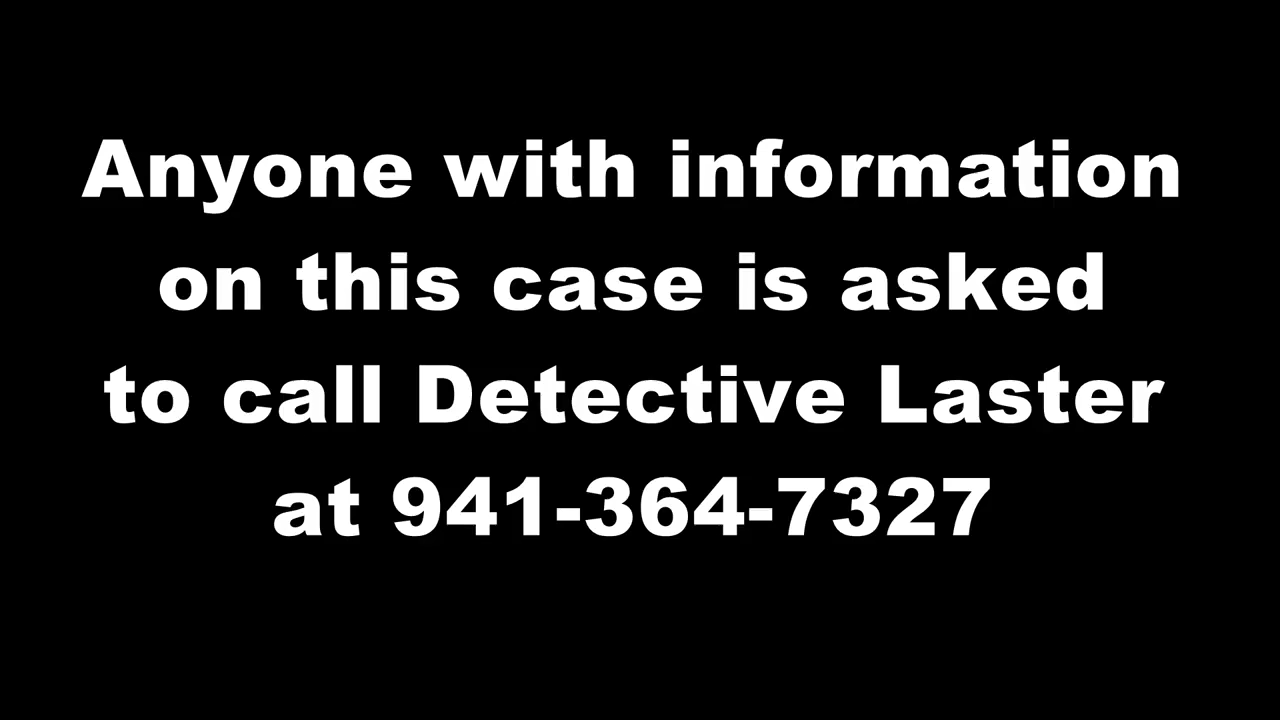 Anyone with information
on this case is asked
to call Detective Laster
at 941-364-7327